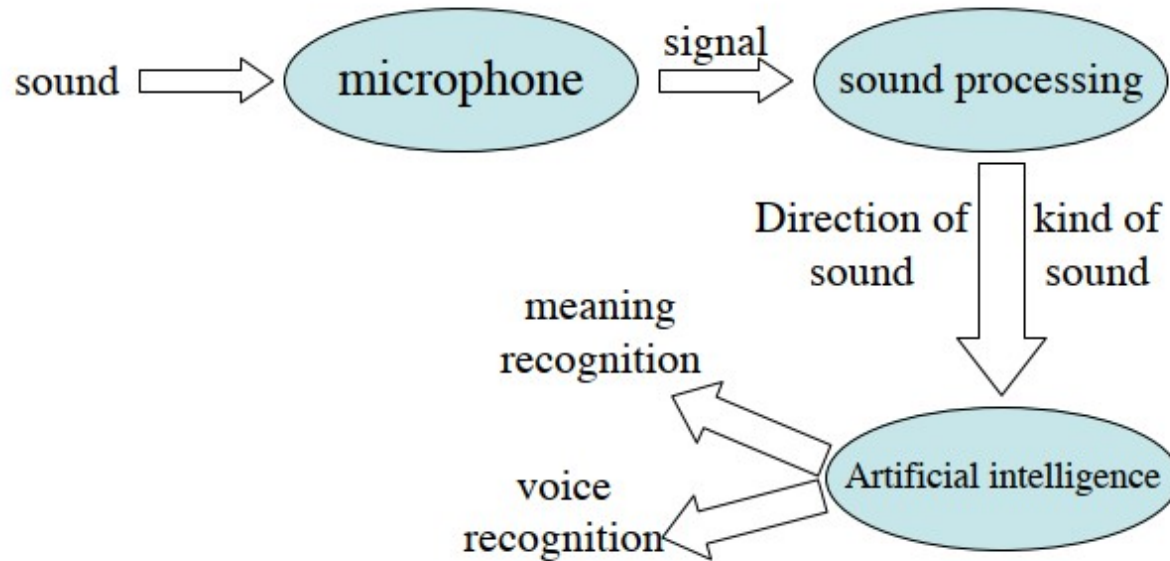 sound
microphone
signal
sound processing
Direction of
sound
kind of
sound
meaning
recognition
Artificial intelligence
voice
recognition